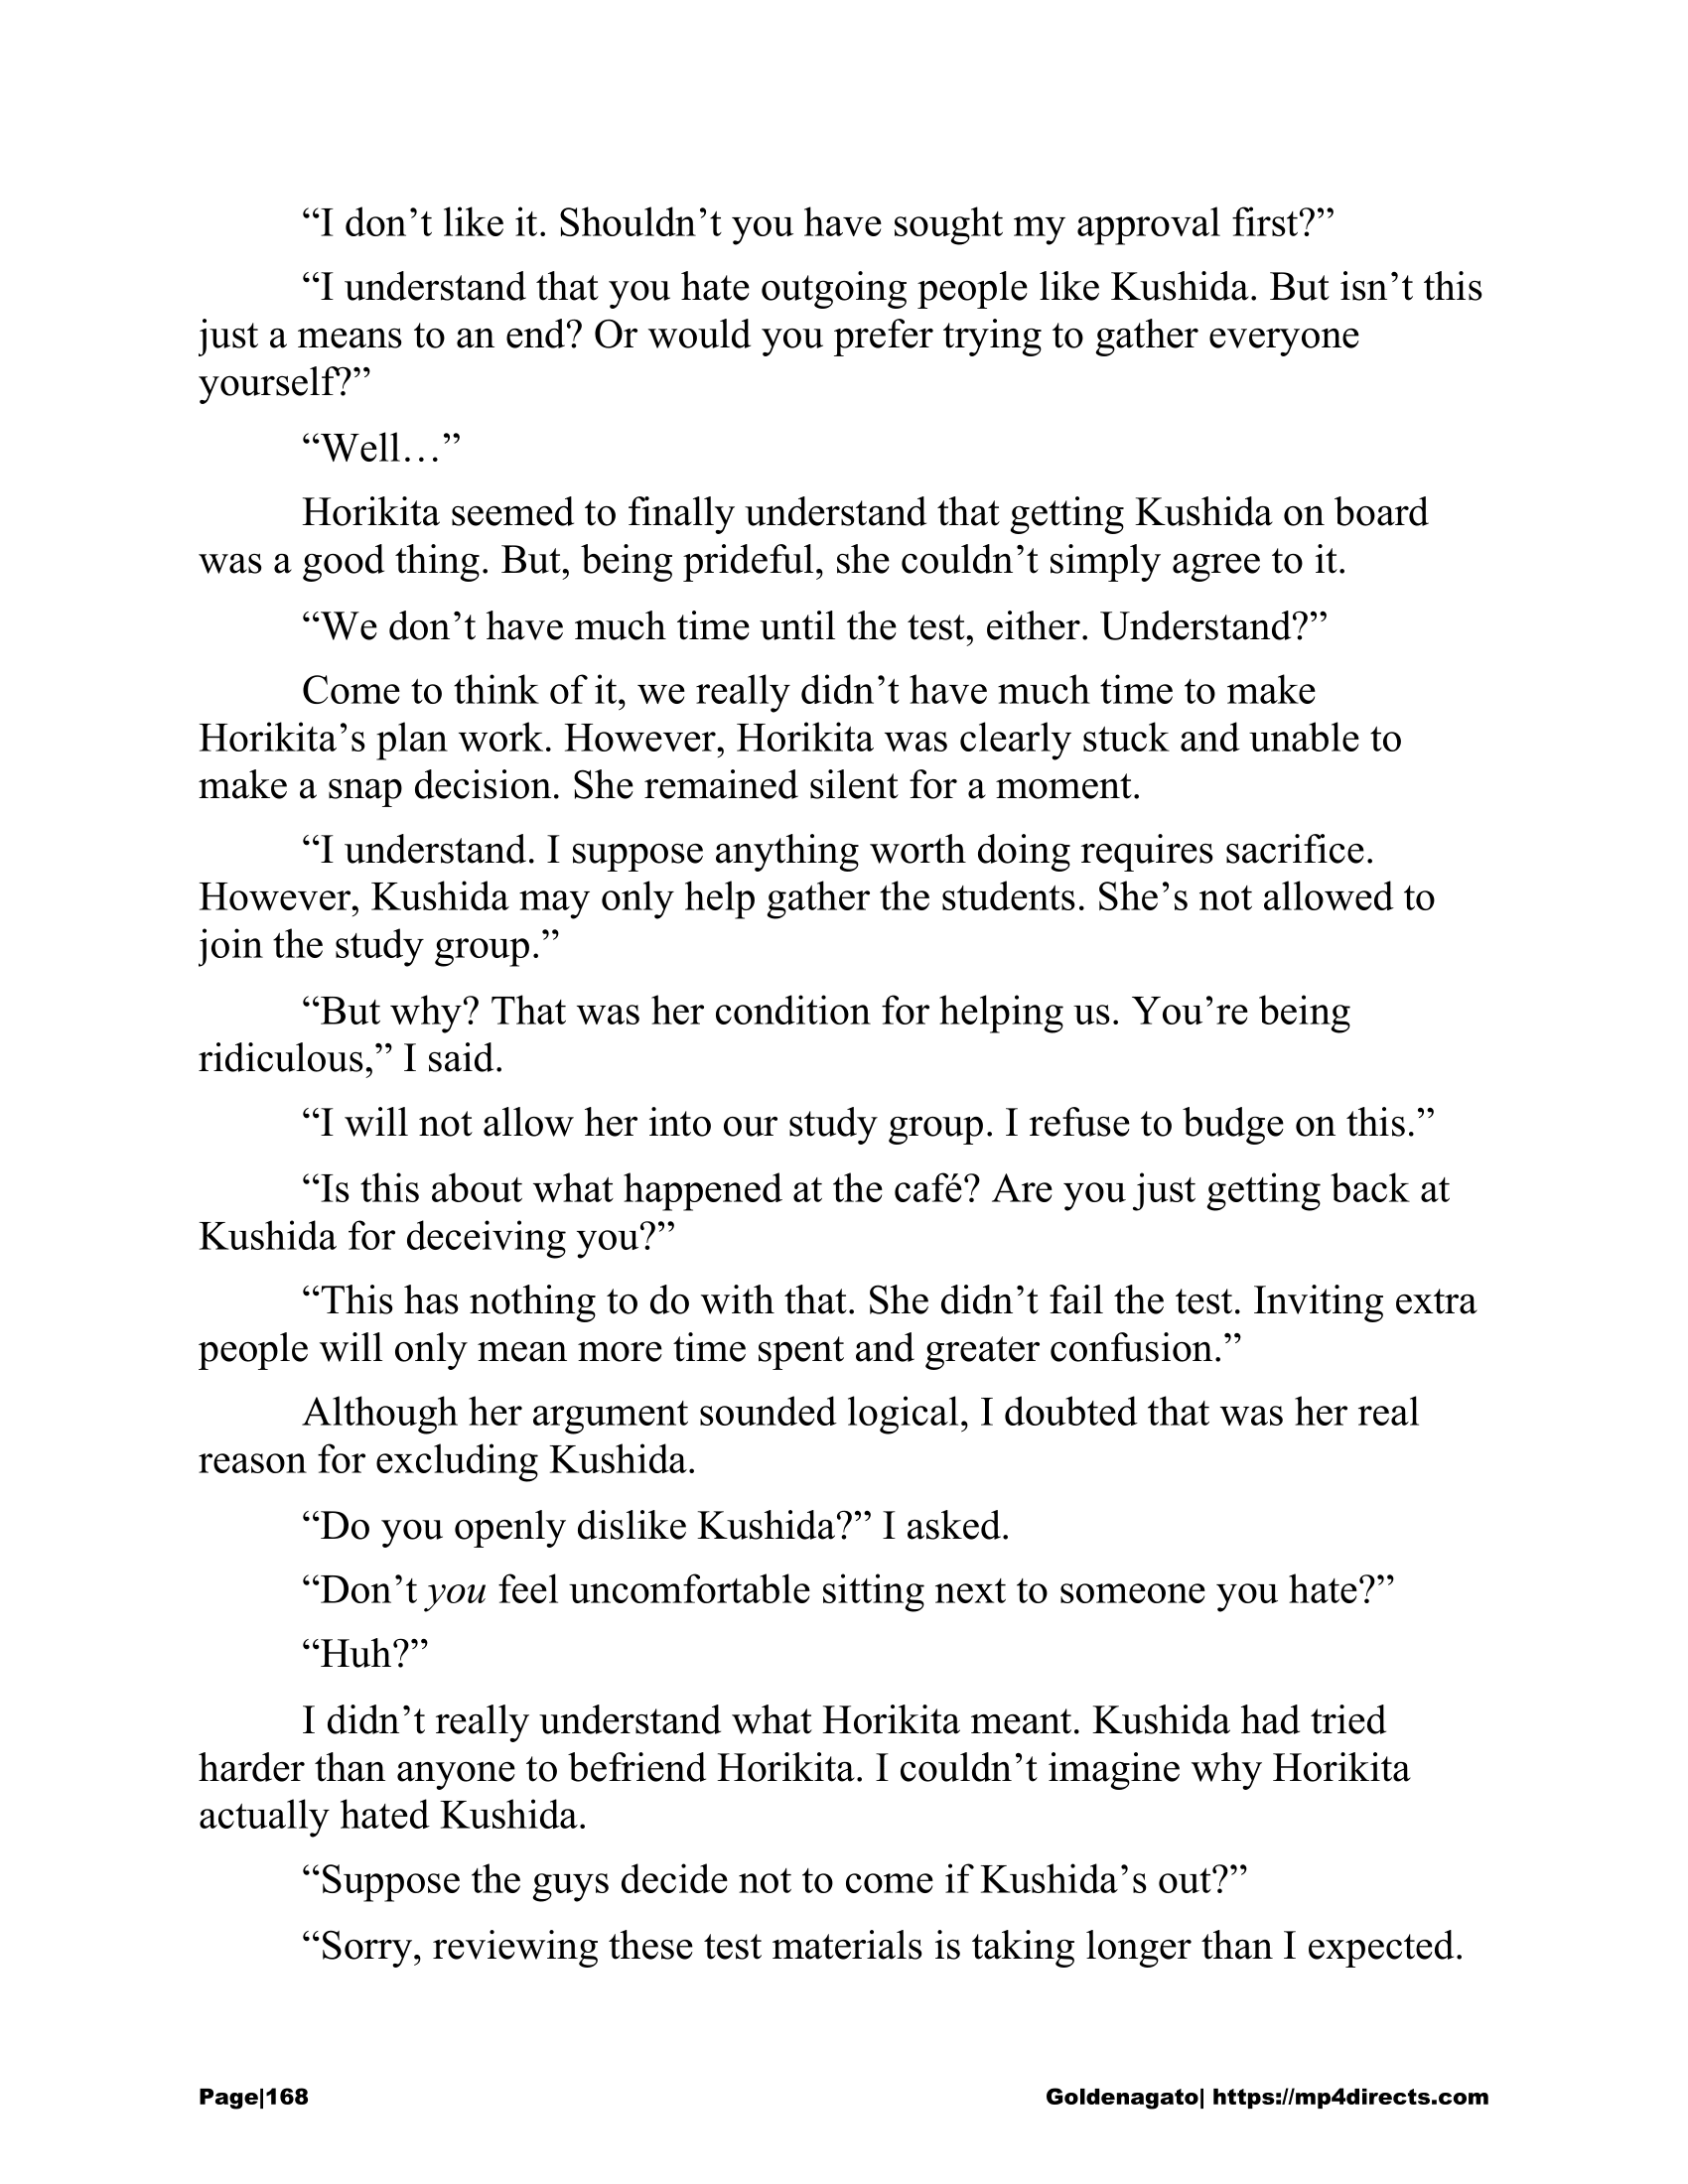 “I don’t like it. Shouldn’t you have sought my approval first?”
“I understand that you hate outgoing people like Kushida. But isn’t this
just a means to an end? Or would you prefer trying to gather everyone
yourself?”
“Well…”
Horikita seemed to finally understand that getting Kushida on board
was a good thing. But, being prideful, she couldn’t simply agree to it.
“We don’t have much time until the test, either. Understand?”
Come to think of it, we really didn’t have much time to make
Horikita’s plan work. However, Horikita was clearly stuck and unable to
make a snap decision. She remained silent for a moment.
“I understand. I suppose anything worth doing requires sacrifice.
However, Kushida may only help gather the students. She’s not allowed to
join the study group.”
“But why? That was her condition for helping us. You’re being
ridiculous,” I said.
“I will not allow her into our study group. I refuse to budge on this.”
“Is this about what happened at the café? Are you just getting back at
Kushida for deceiving you?”
“This has nothing to do with that. She didn’t fail the test. Inviting extra
people will only mean more time spent and greater confusion.”
Although her argument sounded logical, I doubted that was her real
reason for excluding Kushida.
“Do you openly dislike Kushida?” I asked.
“Don’t you feel uncomfortable sitting next to someone you hate?”
“Huh?”
I didn’t really understand what Horikita meant. Kushida had tried
harder than anyone to befriend Horikita. I couldn’t imagine why Horikita
actually hated Kushida.
“Suppose the guys decide not to come if Kushida’s out?”
“Sorry, reviewing these test materials is taking longer than I expected.
Page|168 Goldenagato| https://mp4directs.com